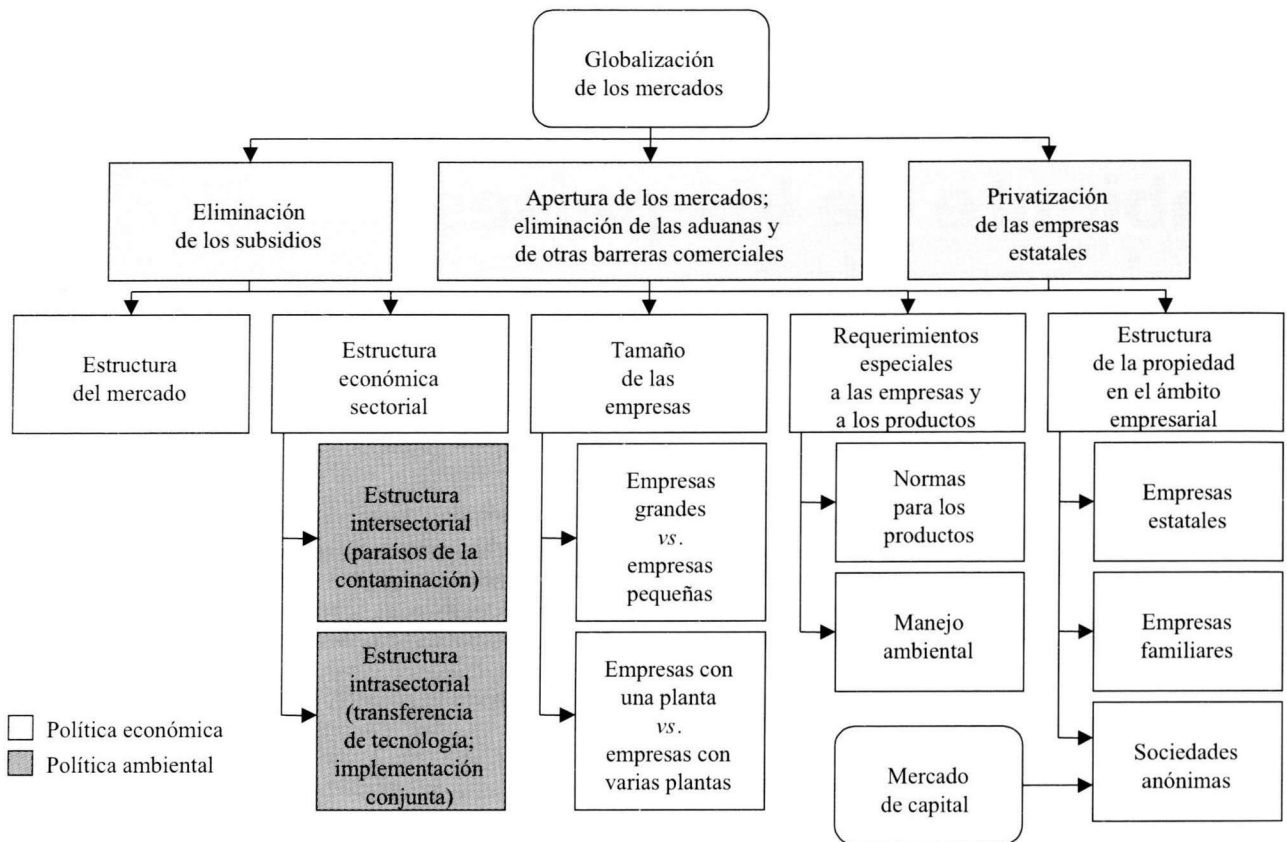 Globalización
de los mercados
Eliminación
de los subsidios
Apertura de los mercados;
eliminación de las aduanas y
de otras barreras comerciales
Privatización
de las empresas
estatales
Estructura
del mercado
Estructura
económica
sectorial
Tamaño
de las
empresas
Requerimientos
especiales
a las empresas y
a los productos
Estructura
de la propiedad
en el ámbito
empresarial
Estructura
intersectorial
(paraísos de la
contaminación)
Empresas
grandes
vs.
empresas
pequeñas
Normas
para los
productos
Empresas
estatales
Estructura
intrasectorial
(transferencia
de tecnología;
implementación
conjunta)
Empresas con
una planta
vs.
empresas con
varias plantas
Manejo
ambiental
Empresas
familiares
Mercado
de capital
Sociedades
anónimas
Política económica
Política ambiental